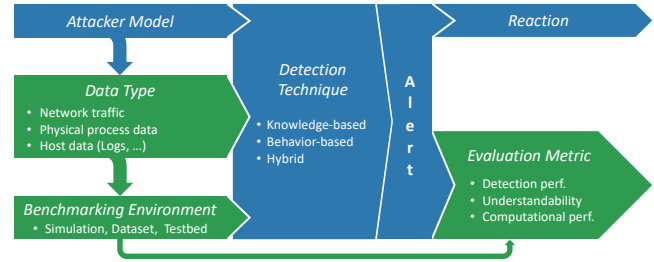 Attacker Model
Data Type
• Network traffic
• Physical process data
• Host data (Logs, ...)
Benchmarking Environment
• Simulation, Dataset, Testbed
Detection
Technique
• Knowledge-based
• Behavior-based
• Hybrid
A
l
e
r
t
Reaction
Evaluation Metric
• Detection perf.
• Understandability
• Computational perf.